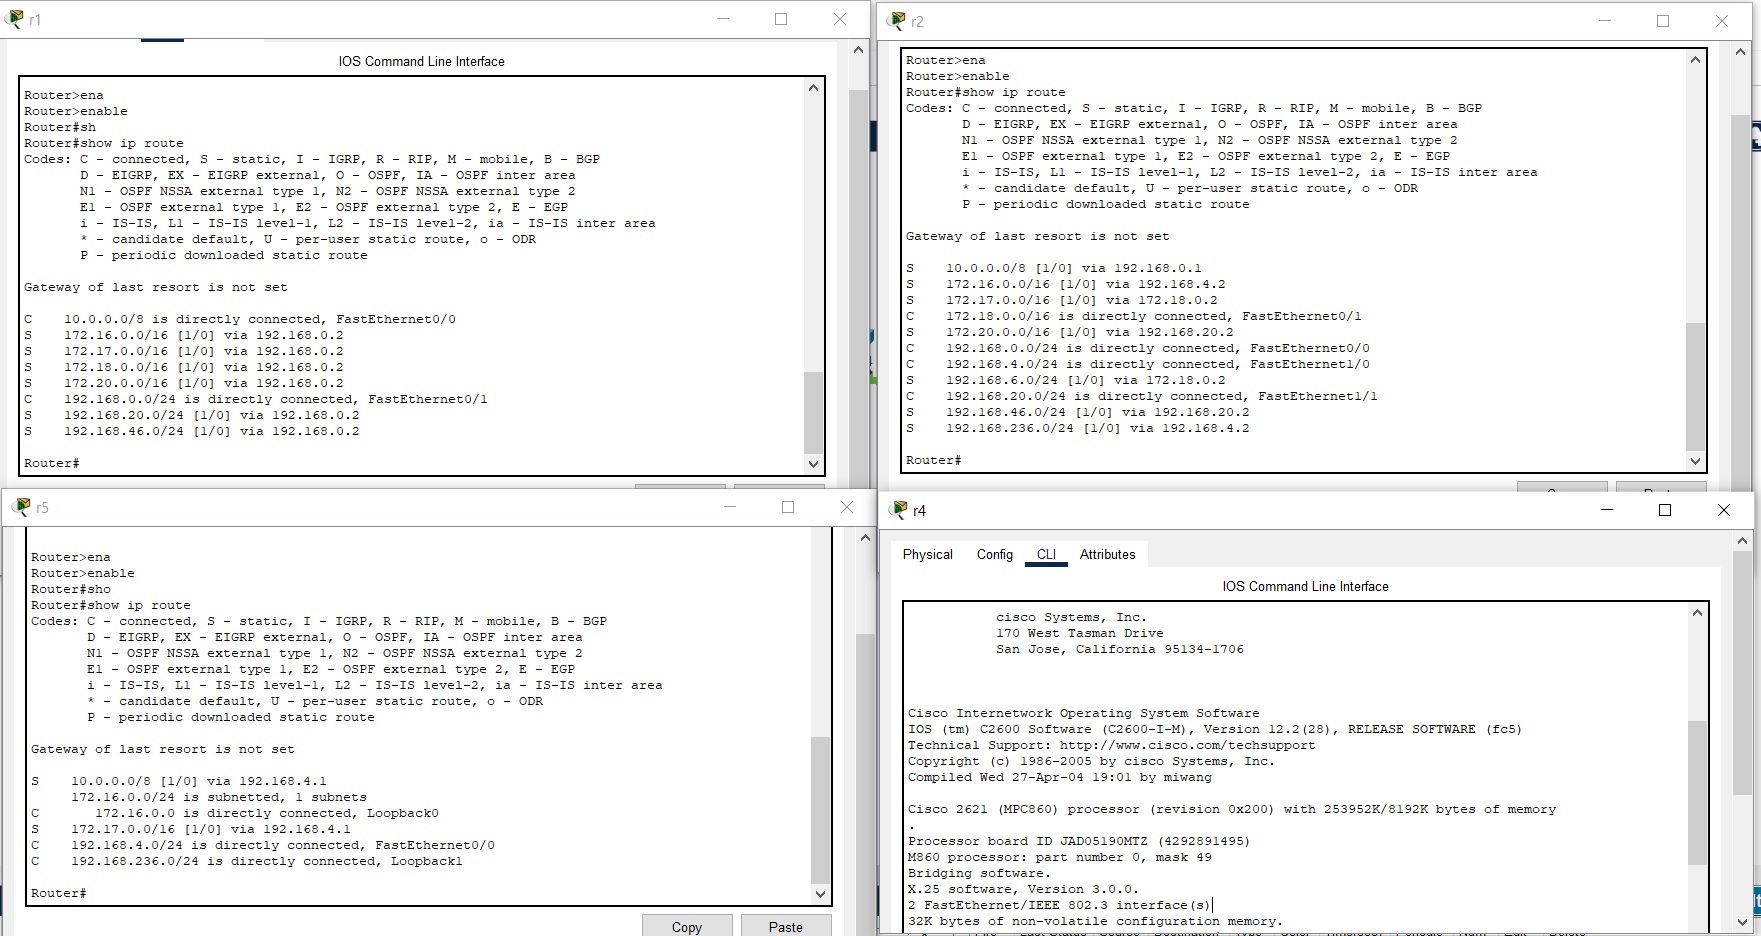 r1
IOS Command Line Interface
Router>ena
Router>enable
Router#sh
Router#show ip route
Codes: C - connected, S - static, I - IGRP, R - RIP, M - mobile, B - BGP
D - EIGRP, EX - EIGRP external, O - OSPF, IA - OSPF inter area
N1 - OSPF NSSA external type 1, N2 - OSPF NSSA external type 2
E1 - OSPF external type 1, E2 - OSPF external type 2, E - EGP
i - IS-IS, L1 - IS-IS level-1, L2 - IS-IS level-2, ia - IS-IS inter area
* - candidate default, U - per-user static route, o - ODR
P - periodic downloaded static route
Gateway of last resort is not set
C 10.0.0.0/8 is directly connected, FastEthernet0/0
S 172.16.0.0/16 [1/0] via 192.168.0.2
S 172.17.0.0/16 [1/0] via 192.168.0.2
S 172.18.0.0/16 [1/0] via 192.168.0.2
S 172.20.0.0/16 [1/0] via 192.168.0.2
C 192.168.0.0/24 is directly connected, FastEthernet0/1
S 192.168.20.0/24 [1/0] via 192.168.0.2
S 192.168.46.0/24 [1/0] via 192.168.0.2
Router#
r2
Router>ena
Router>enable
Router#show ip route
Codes: C - connected, S - static, I - IGRP, R - RIP, M - mobile, B - BGP
D - EIGRP, EX - EIGRP external, O - OSPF, IA - OSPF inter area
N1 - OSPF NSSA external type 1, N2 - OSPF NSSA external type 2
E1 - OSPF external type 1, E2 - OSPF external type 2, E - EGP
i - IS-IS, L1 - IS-IS level-1, L2 - IS-IS level-2, ia - IS-IS inter area
* - candidate default, U - per-user static route, o - ODR
P - periodic downloaded static route
Gateway of last resort is not set
S 10.0.0.0/8 [1/0] via 192.168.0.1
S 172.16.0.0/16 [1/0] via 192.168.4.2
S 172.17.0.0/16 [1/0] via 172.18.0.2
C 172.18.0.0/16 is directly connected, FastEthernet0/1
S 172.20.0.0/16 [1/0] via 192.168.20.2
C 192.168.0.0/24 is directly connected, FastEthernet0/0
C 192.168.4.0/24 is directly connected, FastEthernet1/0
S 192.168.6.0/24 [1/0] via 172.18.0.2
C 192.168.20.0/24 is directly connected, FastEthernet1/1
S 192.168.46.0/24 [1/0] via 192.168.20.2
S 192.168.236.0/24 [1/0] via 192.168.4.2
Router#
r5
Router>ena
Router>enable
Router#sho
Router#show ip route
Codes: C - connected, S - static, I - IGRP, R - RIP, M - mobile, B - BGP
D - EIGRP, EX - EIGRP external, O - OSPF, IA - OSPF inter area
N1 - OSPF NSSA external type 1, N2 - OSPF NSSA external type 2
E1 - OSPF external type 1, E2 - OSPF external type 2, E - EGP
i - IS-IS, L1 - IS-IS level-1, L2 - IS-IS level-2, ia - IS-IS inter area
* - candidate default, U - per-user static route, o - ODR
P - periodic downloaded static route
Gateway of last resort is not set
S 10.0.0.0/8 [1/0] via 192.168.4.1
172.16.0.0/24 is subnetted, 1 subnets
C 172.16.0.0 is directly connected, Loopback0
S 172.17.0.0/16 [1/0] via 192.168.4.1
C 192.168.4.0/24 is directly connected, FastEthernet0/0
C 192.168.236.0/24 is directly connected, Loopback1
Router#
Copy Paste
r4
Physical Config CLI Attributes
IOS Command Line Interface
cisco Systems, Inc.
170 West Tasman Drive
San Jose, California 95134-1706
Cisco Internetwork Operating System Software
IOS (tm) C2600 Software (C2600-I-M), Version 12.2(28), RELEASE SOFTWARE (fc5)
Technical Support: http://www.cisco.com/techsupport
Copyright (c) 1986-2005 by cisco Systems, Inc.
Compiled Wed 27-Apr-04 19:01 by miwang
Cisco 2621 (MPC860) processor (revision 0x200) with 253952K/8192K bytes of memory
.
Processor board ID JAD05190MTZ (4292891495)
M860 processor: part number 0, mask 49
Bridging software.
X.25 software, Version 3.0.0.
2 FastEthernet/IEEE 802.3 interface(s)
32K bytes of non-volatile configuration memory.